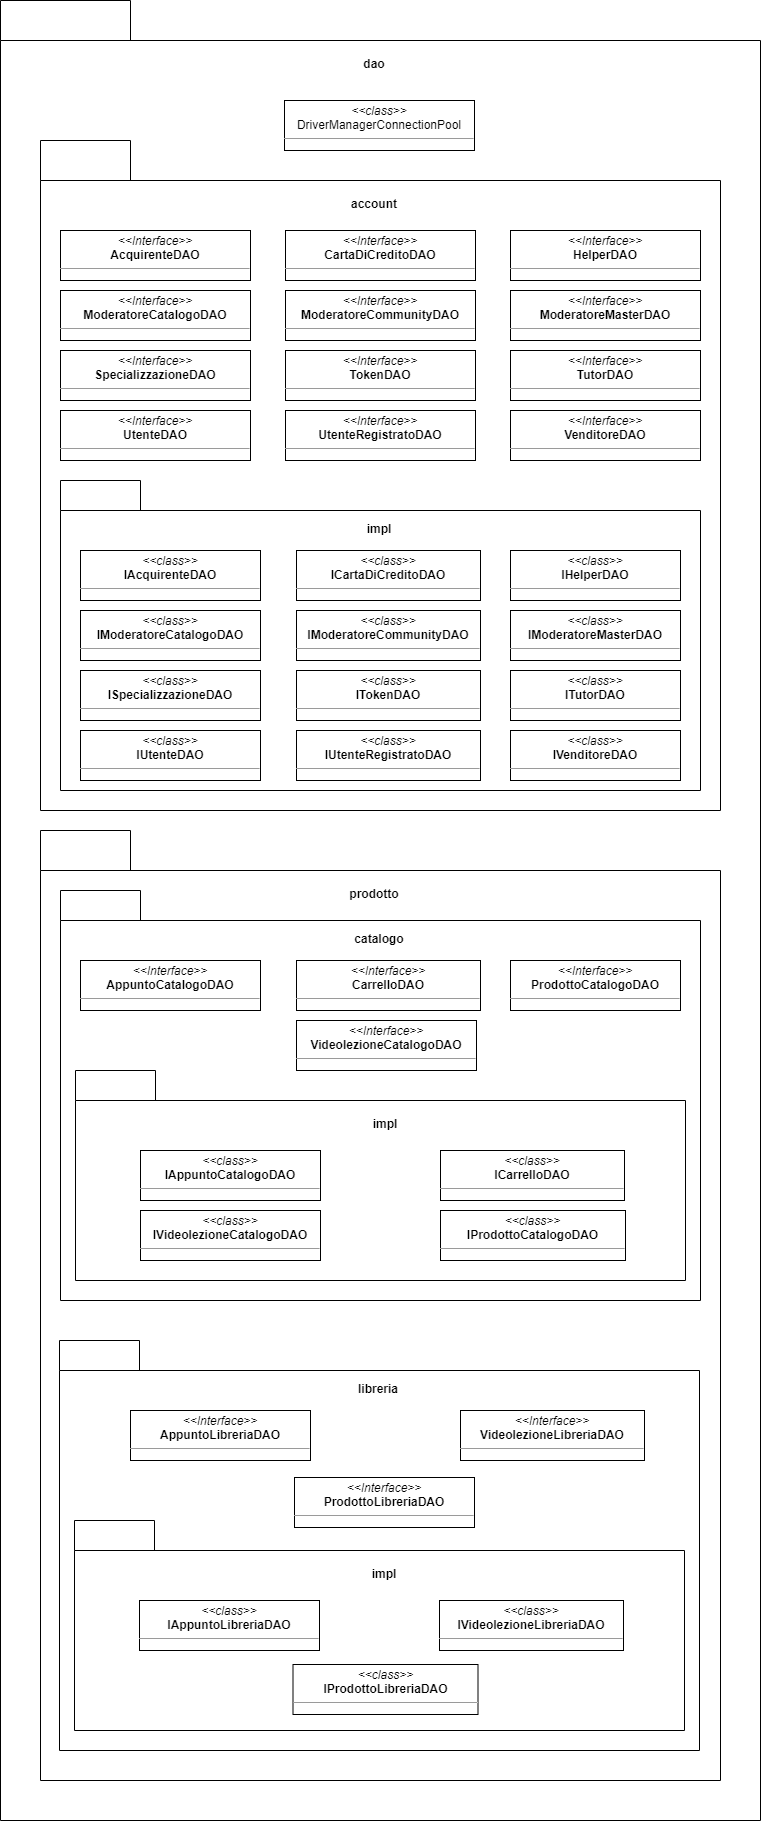 dao
<<class>>
DriverManagerConnectionPool
account
<<Interface>>
AcquirenteDAO
<<Interface>>
CartaDiCreditoDAO
<<Interface>>
HelperDAO
<<Interface>>
ModeratoreCatalogoDAO
<<Interface>>
ModeratoreCommunityDAO
<<Interface>>
ModeratoreMasterDAO
<<Interface>>
SpecializzazioneDAO
<<Interface>>
TokenDAO
<<Interface>>
TutorDAO
<<Interface>>
UtenteDAO
<<Interface>>
UtenteRegistratoDAO
<<Interface>>
VenditoreDAO
impl
<<class>>
IAcquirenteDAO
<<class>>
ICartaDiCreditoDAO
<<class>>
IHelperDAO
<<class>>
IModeratoreCatalogoDAO
<<class>>
IModeratoreCommunityDAO
<<class>>
IModeratoreMasterDAO
<<class>>
ISpecializzazioneDAO
<<class>>
ITokenDAO
<<class>>
ITutorDAO
<<class>>
IUtenteDAO
<<class>>
IUtenteRegistratoDAO
<<class>>
IVenditoreDAO
prodotto
catalogo
<<Interface>>
AppuntoCatalogoDAO
<<Interface>>
CarrelloDAO
<<Interface>>
ProdottoCatalogoDAO
<<Interface>>
VideolezioneCatalogoDAO
impl
<<class>>
IAppuntoCatalogoDAO
<<class>>
ICarrelloDAO
<<class>>
IVideolezioneCatalogoDAO
<<class>>
IProdottoCatalogoDAO
libreria
<<Interface>>
AppuntoLibreriaDAO
<<Interface>>
VideolezioneLibreriaDAO
<<Interface>>
ProdottoLibreriaDAO
impl
<<class>>
IAppuntoLibreriaDAO
<<class>>
IVideolezioneLibreriaDAO
<<class>>
IProdottoLibreriaDAO